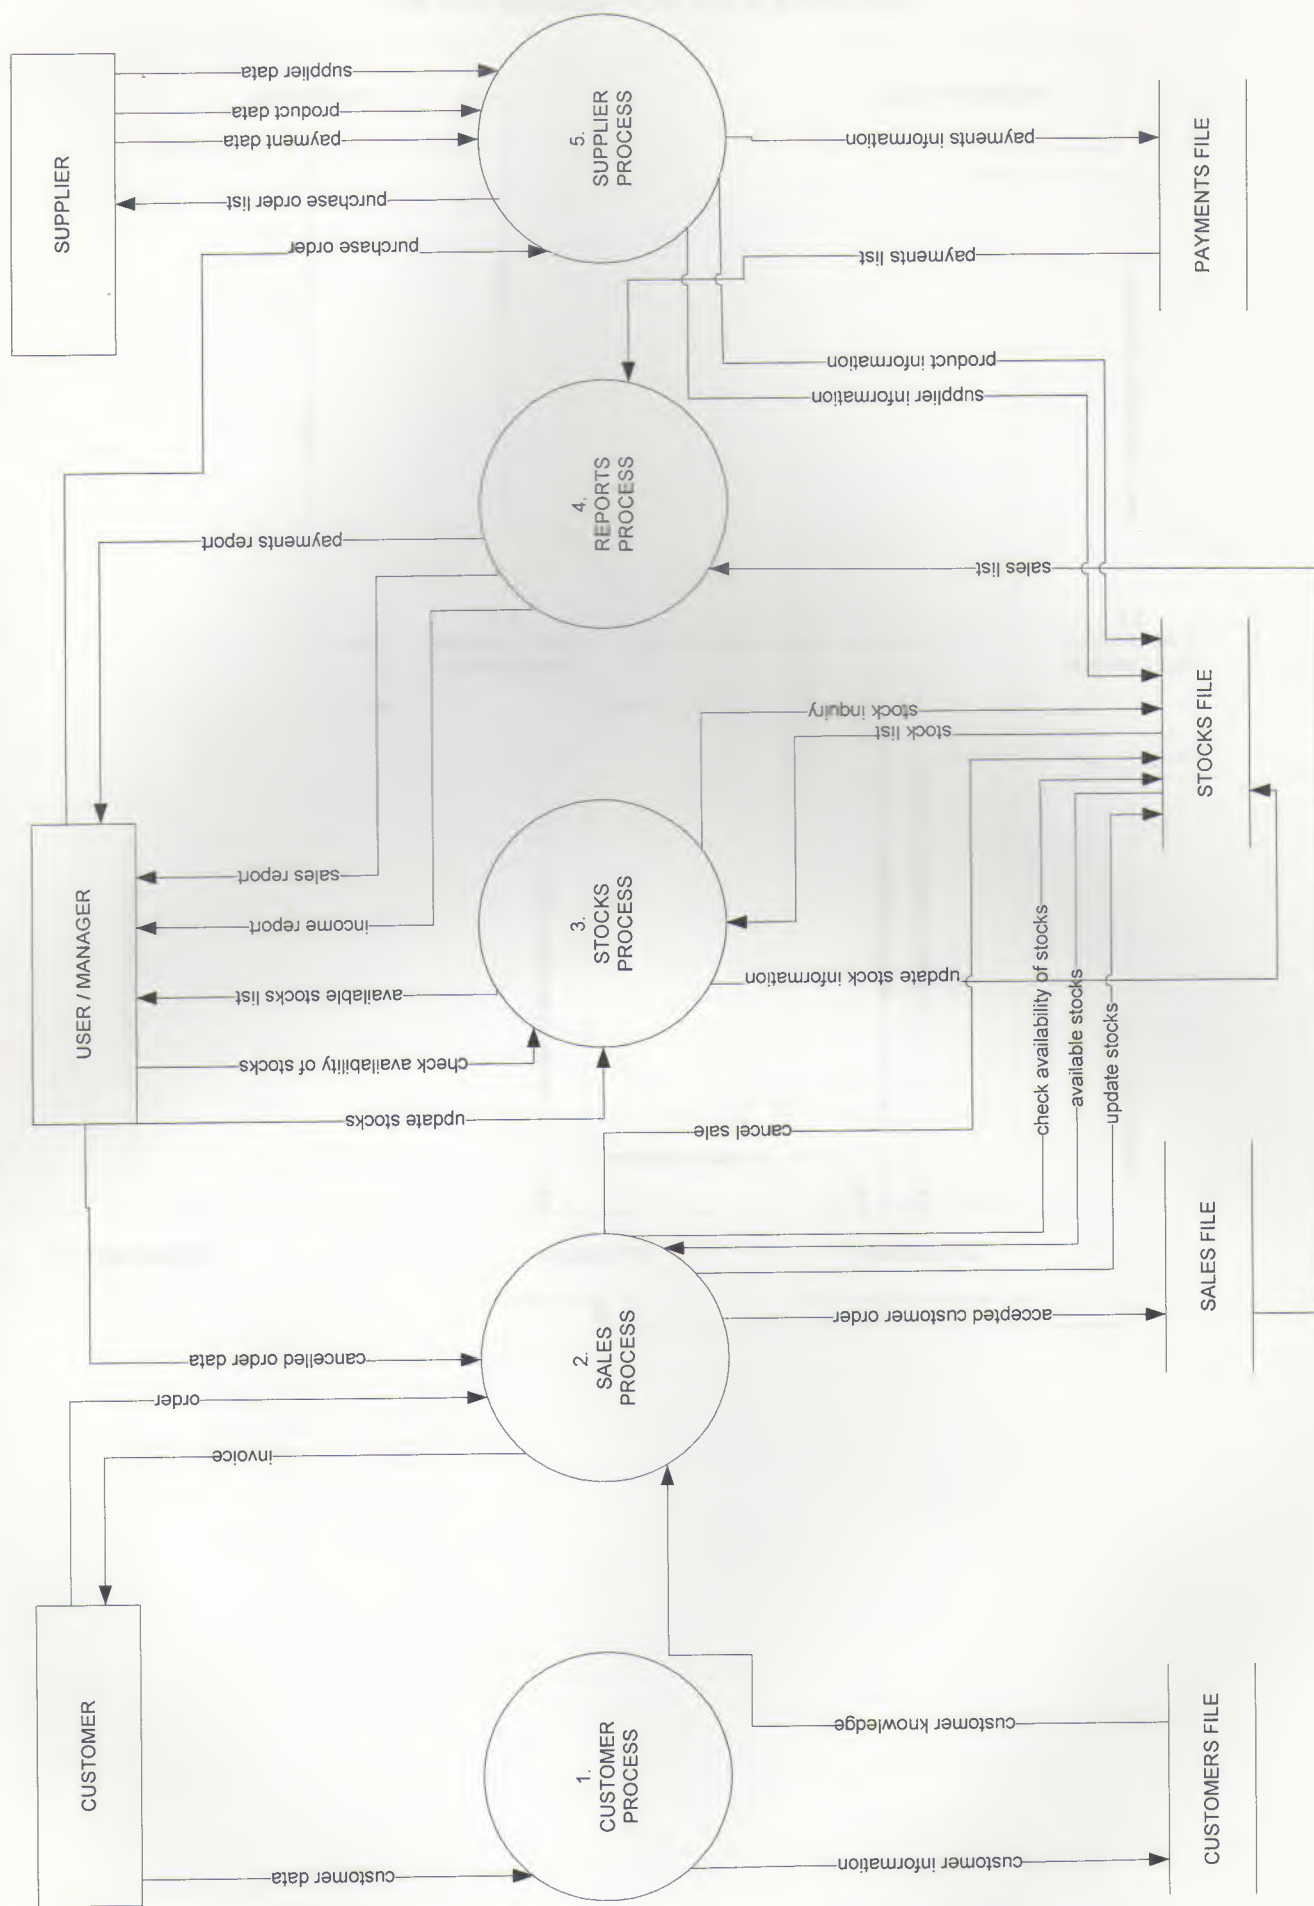 CUSTOMER
USER / MANAGER
SUPPLIER
customer data
invoice
order
cancelled order data
update stocks
check availability of stocks
available stocks list
income report
sales report
payments report
purchase order
purchase order list
payment data
product data
supplier data
1.
CUSTOMER
PROCESS
2.
SALES
PROCESS
3.
STOCKS
PROCESS
4.
REPORTS
PROCESS
5.
SUPPLIER
PROCESS
customer information
customer knowledge
accepted customer order
cancel sale
check availability of stocks
available stocks
update stocks
update stock information
stock list
stock inquiry
sales list
supplier information
product information
payments list
payments information
CUSTOMERS FILE
SALES FILE
STOCKS FILE
PAYMENTS FILE